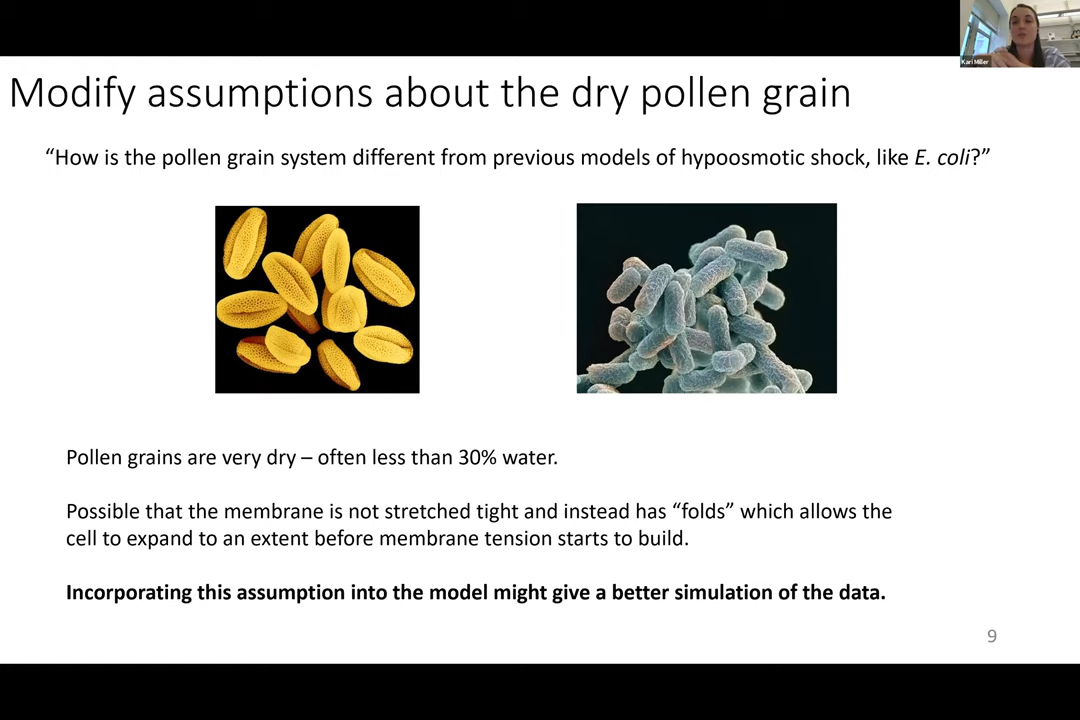 Kari Miller
Modify assumptions about the dry pollen grain
“How is the pollen grain system different from previous models of hypoosmotic shock, like E. coli?”
Pollen grains are very dry – often less than 30% water.
Possible that the membrane is not stretched tight and instead has “folds” which allows the
cell to expand to an extent before membrane tension starts to build.
Incorporating this assumption into the model might give a better simulation of the data.
9